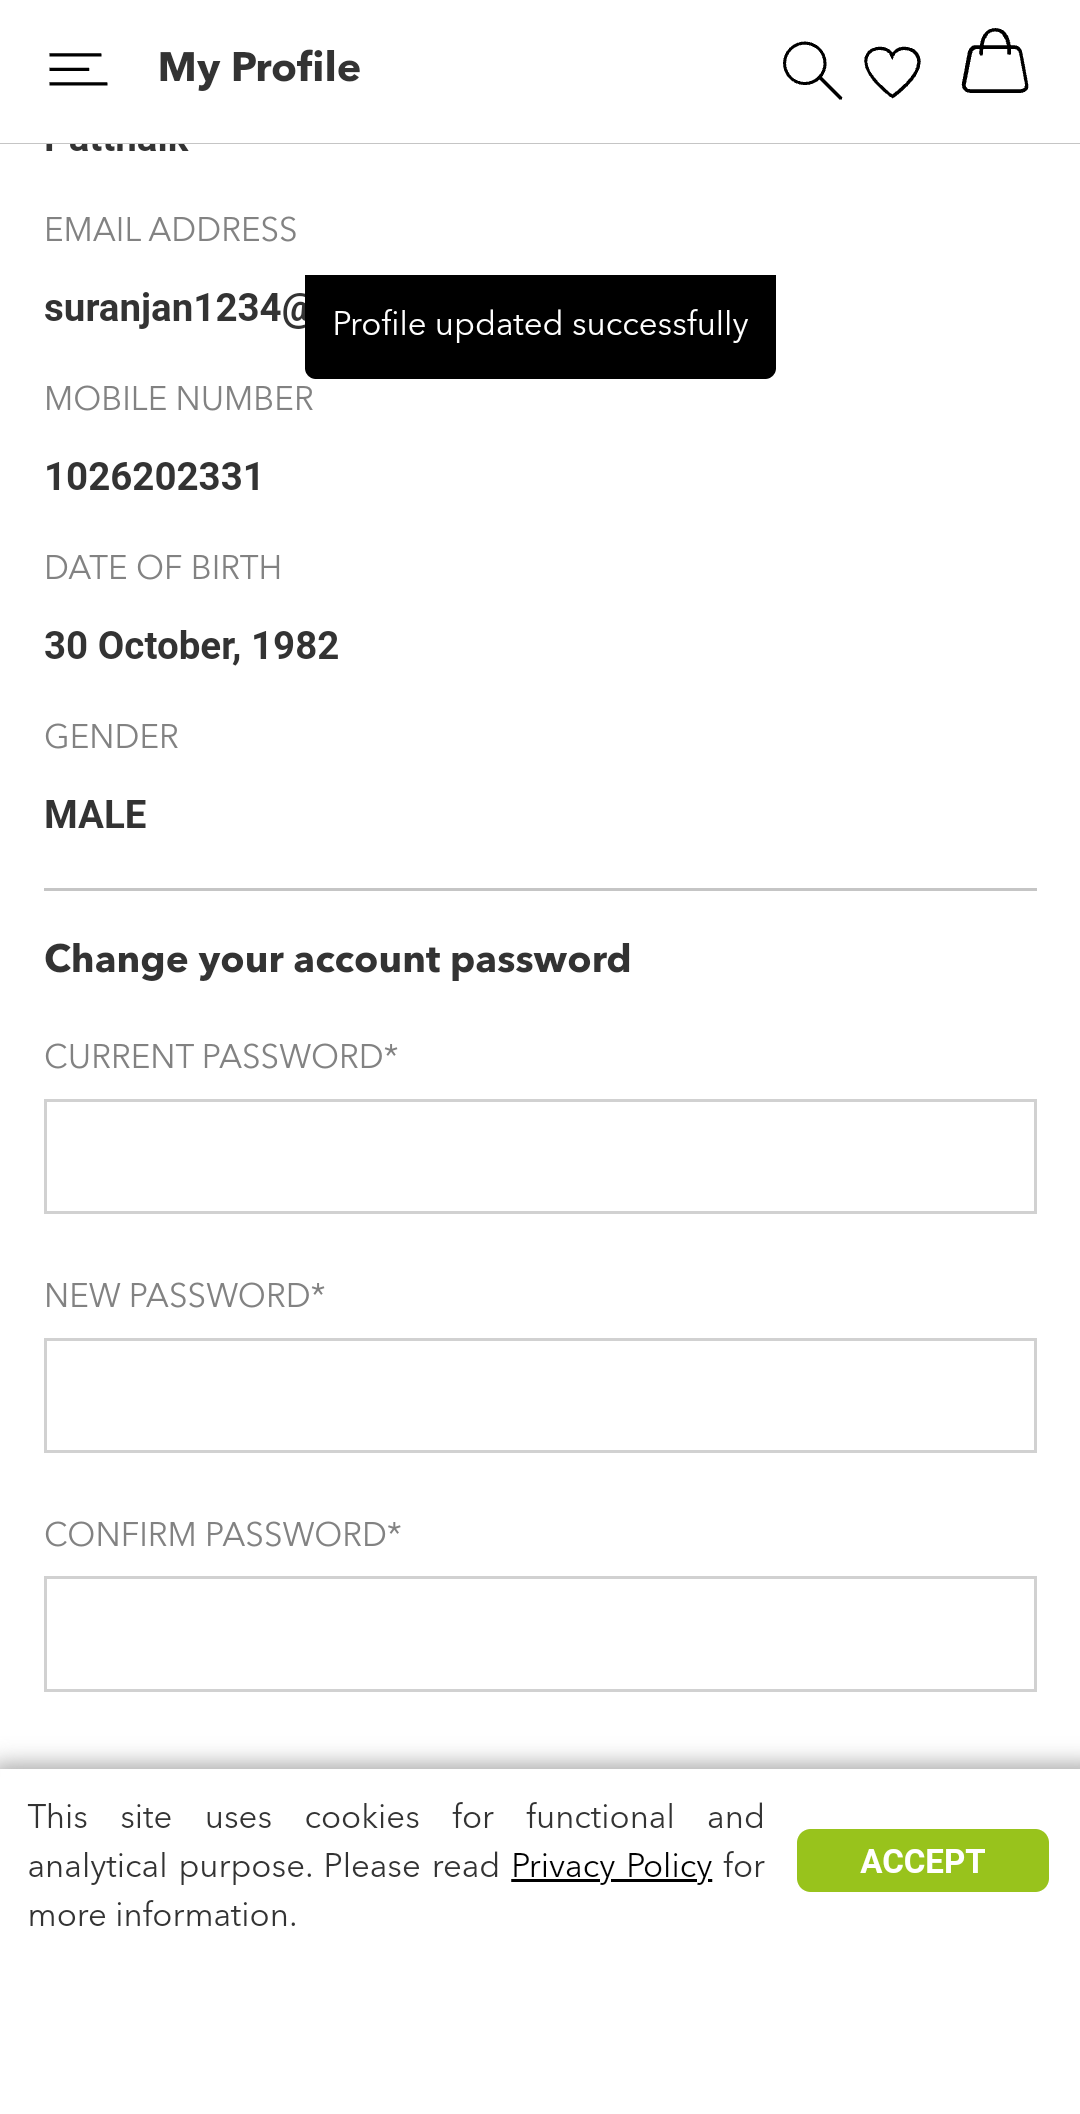 My Profile
EMAIL ADDRESS
suranjan1234@
Profile updated successfully
MOBILE NUMBER
1026202331
DATE OF BIRTH
30 October, 1982
GENDER
MALE
Change your account password
CURRENT PASSWORD*
NEW PASSWORD*
CONFIRM PASSWORD*
This site uses cookies for functional and
analytical purpose. Please read Privacy Policy for
more information.
ACCEPT